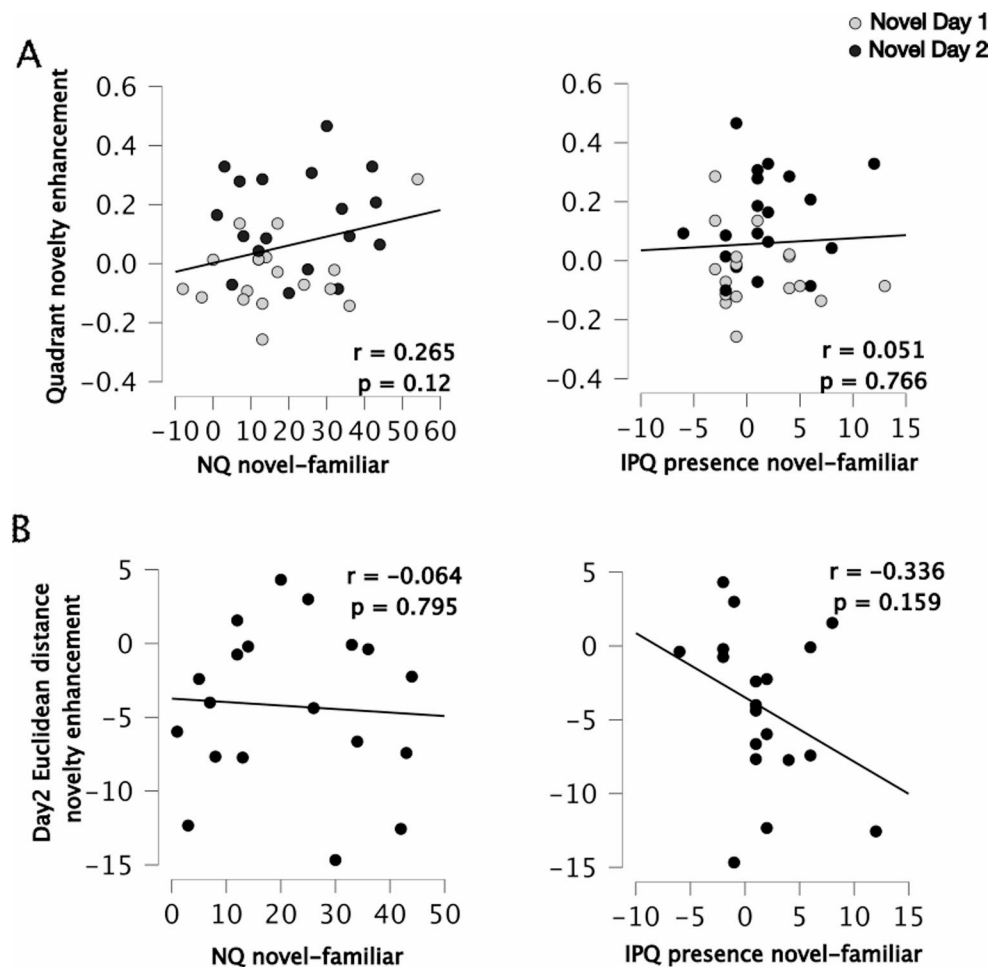 Novel Day 1
Novel Day 2
A
Quadrant novelty enhancement
0.6
0.4
0.2
0.0
−0.2
−0.4
r = 0.265
p = 0.12
−10 0 10 20 30 40 50 60
NQ novel−familiar
0.6
0.4
0.2
0.0
−0.2
−0.4
r = 0.051
p = 0.766
−10 −5 0 5 10 15
IPQ presence novel−familiar
B
Day2 Euclidean distance
novelty enhancement
5
0
−5
−10
−15
r = −0.064
p = 0.795
0 10 20 30 40 50
NQ novel−familiar
5
0
−5
−10
−15
r = −0.336
p = 0.159
−10 −5 0 5 10 15
IPQ presence novel−familiar